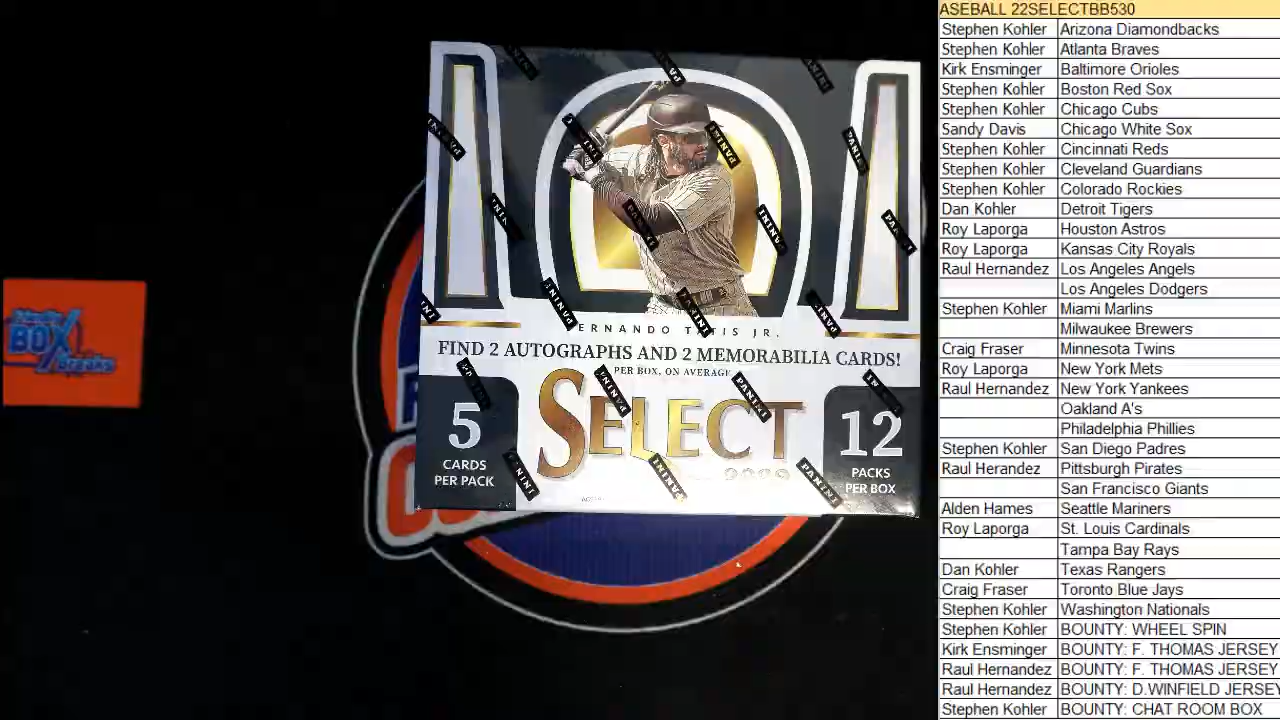 ASEBALL 22SELECTBB530
Stephen Kohler Arizona Diamondbacks
Stephen Kohler Atlanta Braves
Kirk Ensminger Baltimore Orioles
Stephen Kohler Boston Red Sox
Stephen Kohler Chicago Cubs
Sandy Davis Chicago White Sox
Stephen Kohler Cincinnati Reds
Stephen Kohler Cleveland Guardians
Stephen Kohler Colorado Rockies
Dan Kohler Detroit Tigers
Roy Laporga Houston Astros
Roy Laporga Kansas City Royals
Raul Hernandez Los Angeles Angels
Los Angeles Dodgers
Stephen Kohler Miami Marlins
Milwaukee Brewers
Craig Fraser Minnesota Twins
Roy Laporga New York Mets
Raul Hernandez New York Yankees
Oakland A's
Philadelphia Phillies
Stephen Kohler San Diego Padres
Raul Herandez Pittsburgh Pirates
San Francisco Giants
Alden Hames Seattle Mariners
Roy Laporga St. Louis Cardinals
Tampa Bay Rays
Dan Kohler Texas Rangers
Craig Fraser Toronto Blue Jays
Stephen Kohler Washington Nationals
Stephen Kohler BOUNTY: WHEEL SPIN
Kirk Ensminger BOUNTY: F. THOMAS JERSEY
Raul Hernandez BOUNTY: F. THOMAS JERSEY
Raul Hernandez BOUNTY: D.WINFIELD JERSEY
Stephen Kohler BOUNTY: CHAT ROOM BOX
ERNANDO TATIS JR.
FIND 2 AUTOGRAPHS AND 2 MEMORABILIA CARDS!
PER BOX, ON AVERAGE
SELECT
5
CARDS
PER PACK
12
PACKS
PER BOX
PANINI
BOX
Breaks